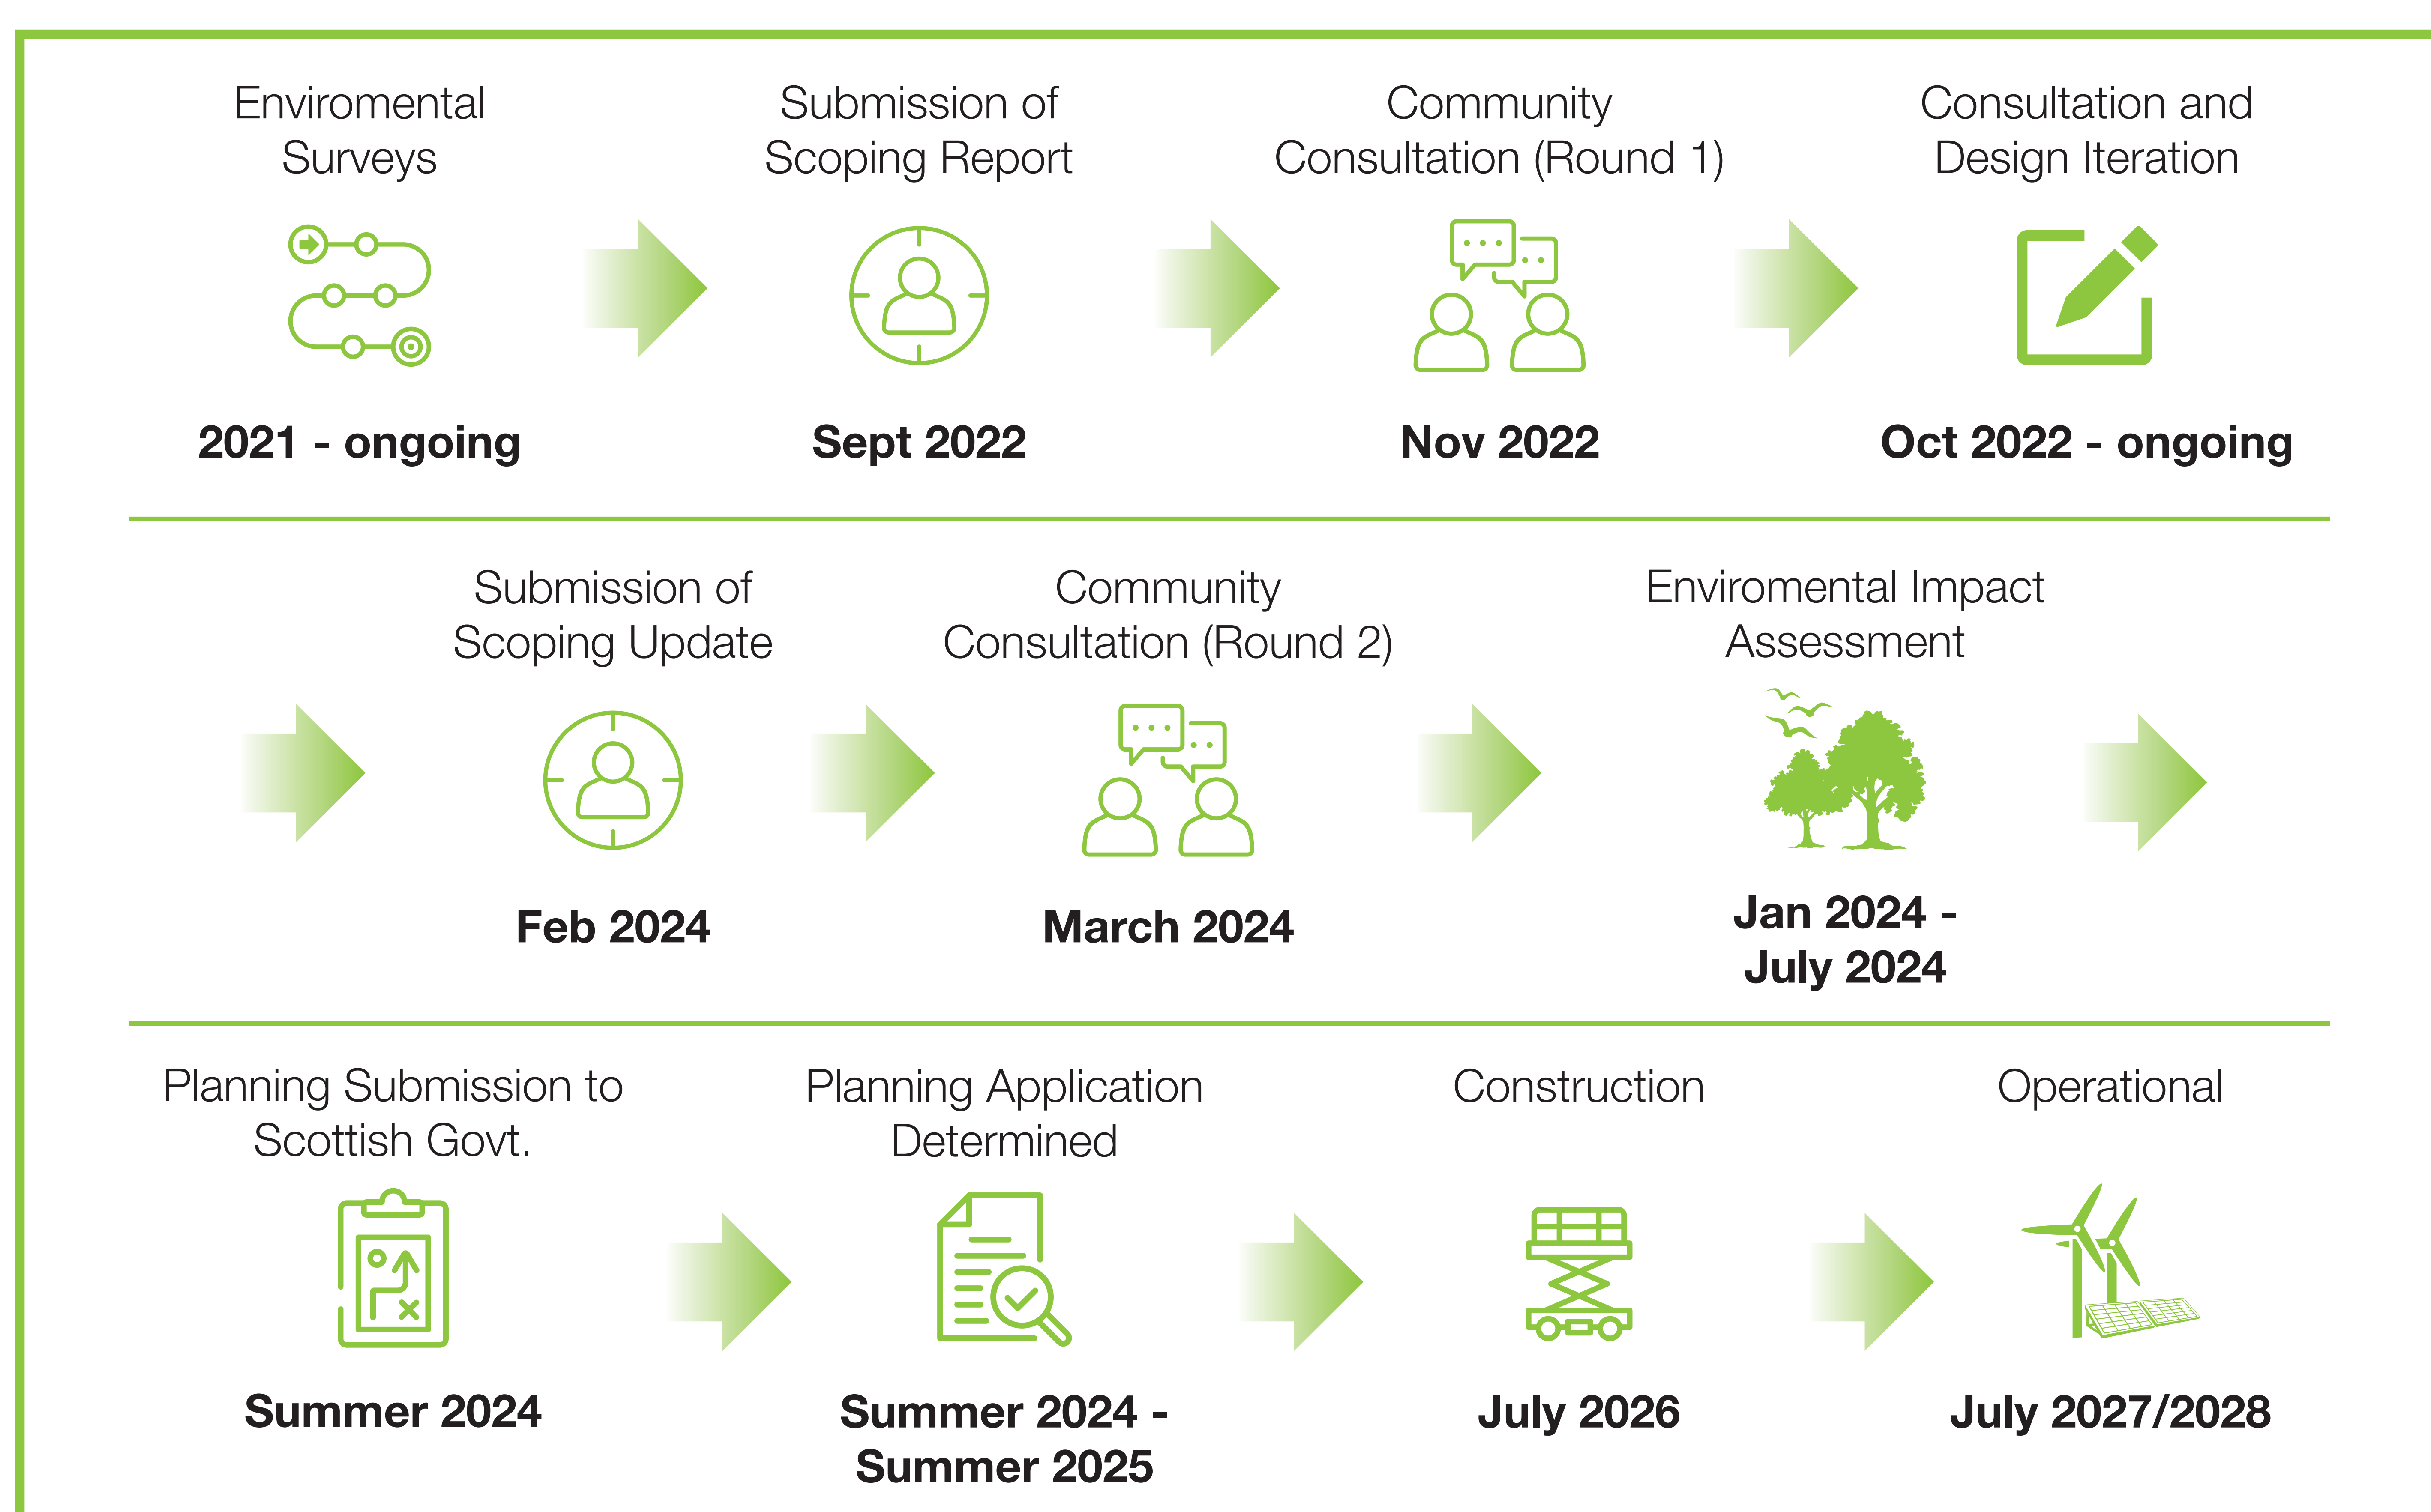 Enviromental
Surveys
2021 - ongoing
Submission of
Scoping Report
Sept 2022
Community
Consultation (Round 1)
Nov 2022
Consultation and
Design Iteration
Oct 2022 - ongoing
Submission of
Scoping Update
Feb 2024
Community
Consultation (Round 2)
March 2024
Enviromental Impact
Assessment
Jan 2024 -
July 2024
Planning Submission to
Scottish Govt.
Summer 2024
Planning Application
Determined
Summer 2024 -
Summer 2025
Construction
July 2026
Operational
July 2027/2028